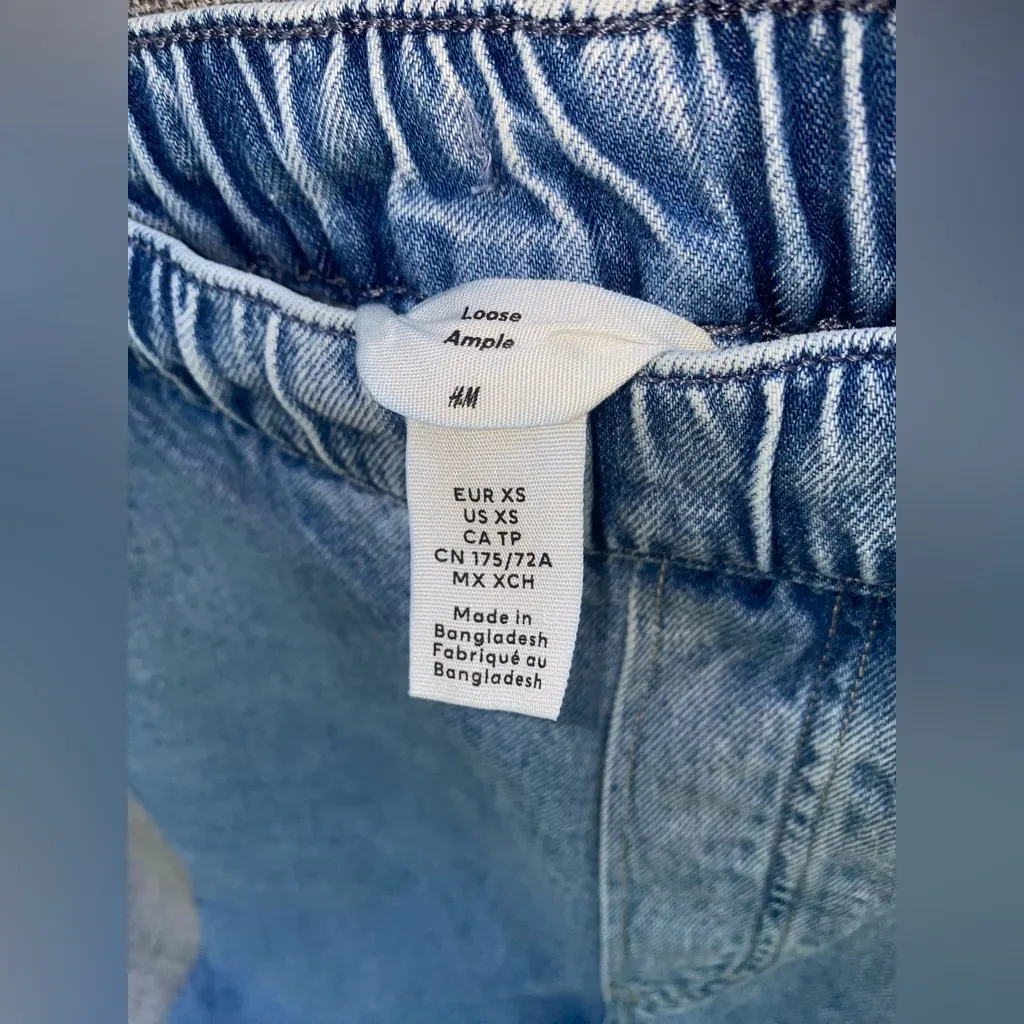 Loose
Ample
H&M
EUR XS
US XS
CA TP
CN 175/72A
MX XCH
Made in
Bangladesh
Fabriqué au
Bangladesh